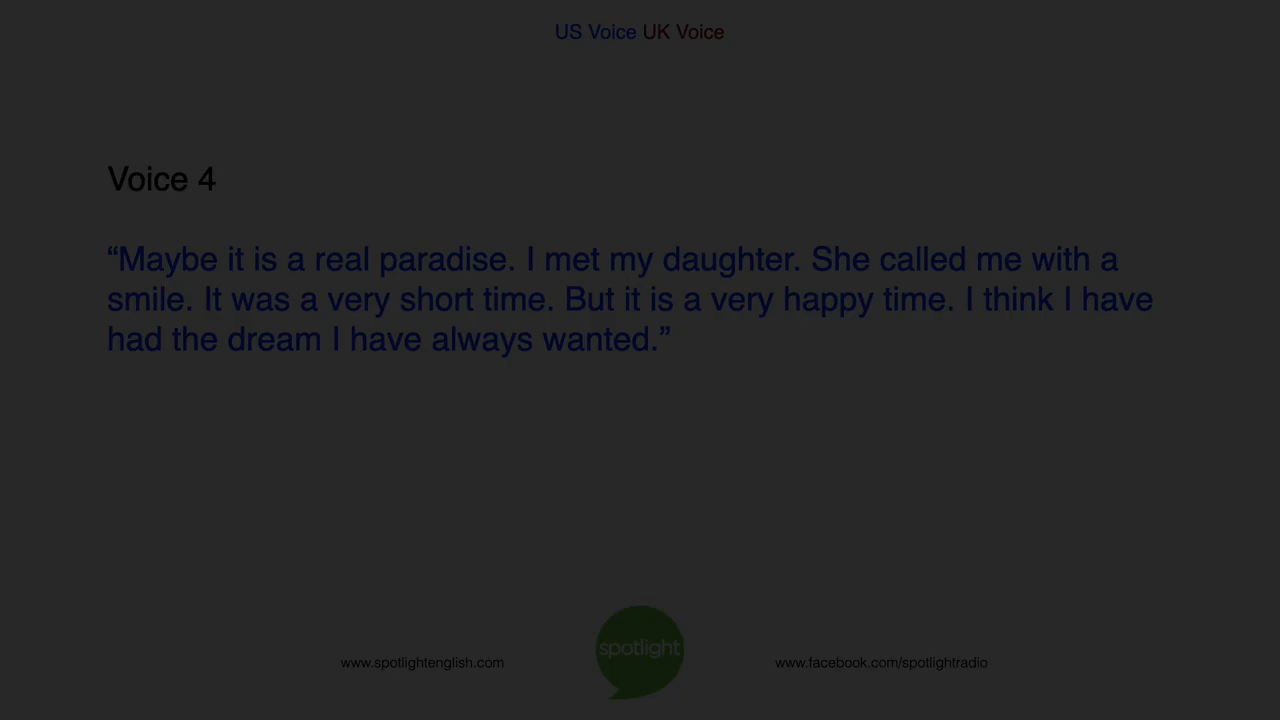 US Voice UK Voice
Voice 4
“Maybe it is a real paradise. I met my daughter. She called me with a
smile. It was a very short time. But it is a very happy time. I think I have
had the dream I have always wanted.”
spotlight
www.spotlightenglish.com
www.facebook.com/spotlightradio